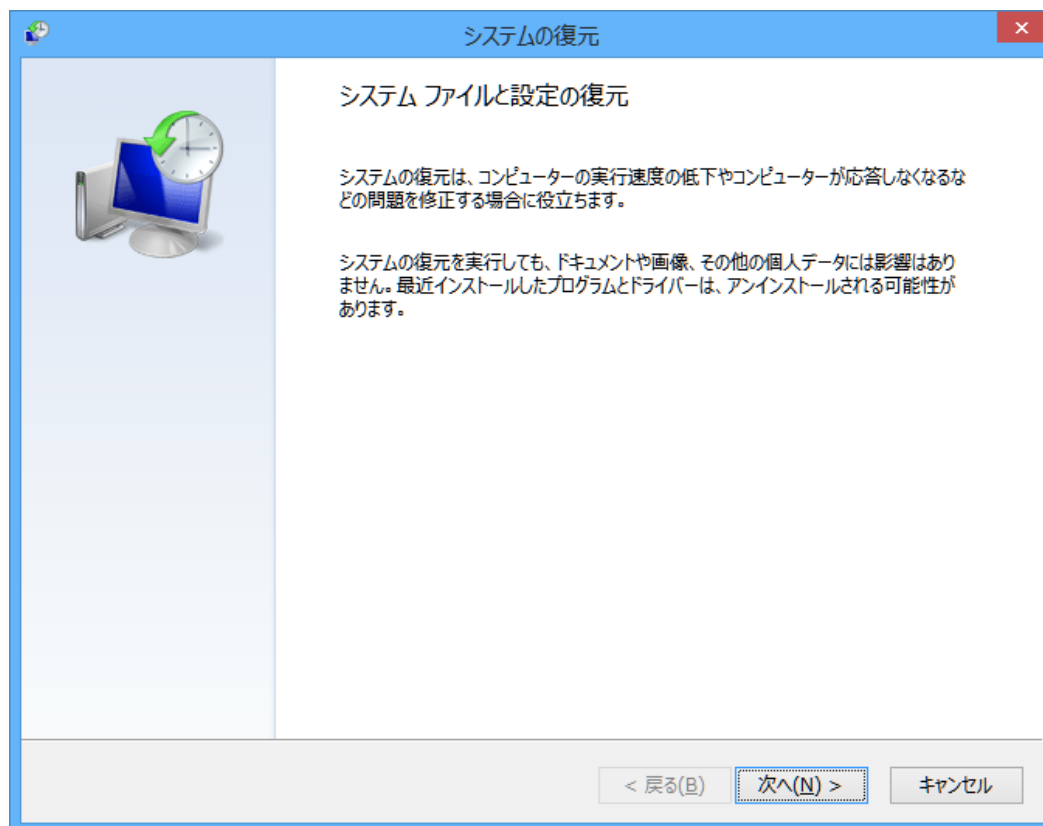 システムの復元
システム ファイルと設定の復元
システムの復元は、コンピューターの実行速度の低下やコンピューターが応答しなくなるな
どの問題を修正する場合に役立ちます。
システムの復元を実行しても、ドキュメントや画像、その他の個人データには影響はあり
ません。最近インストールしたプログラムとドライバーは、アンインストールされる可能性が
あります。
< 戻る(B) 次へ(N) > キャンセル